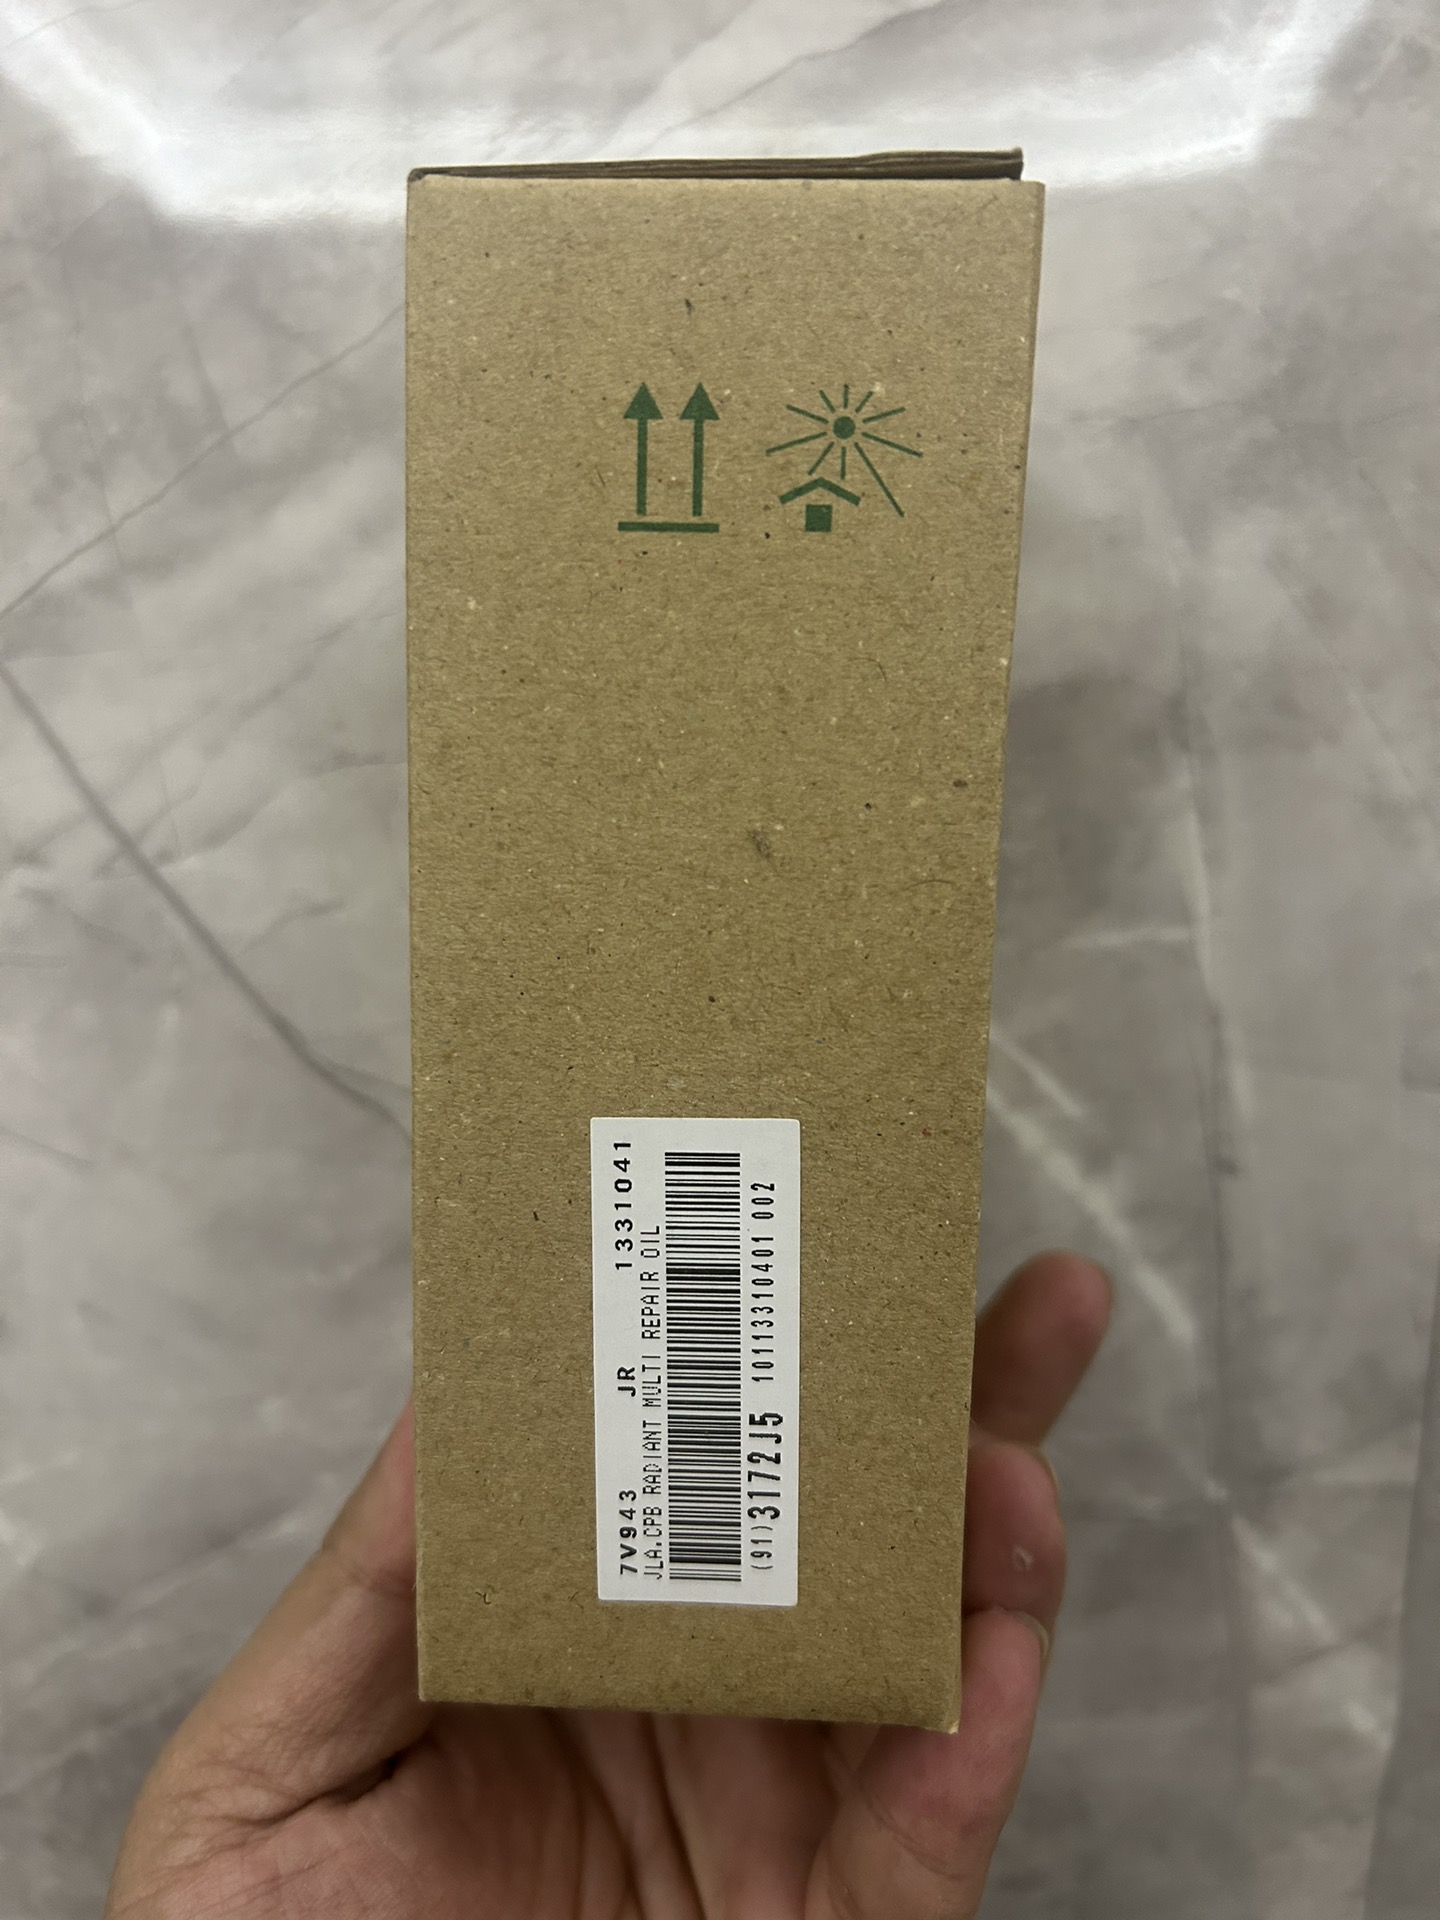 7V943 JR 1331041
JLA.CPB RADIANT MULTI REPAIR OIL
(91)3172J5 10113310401 002